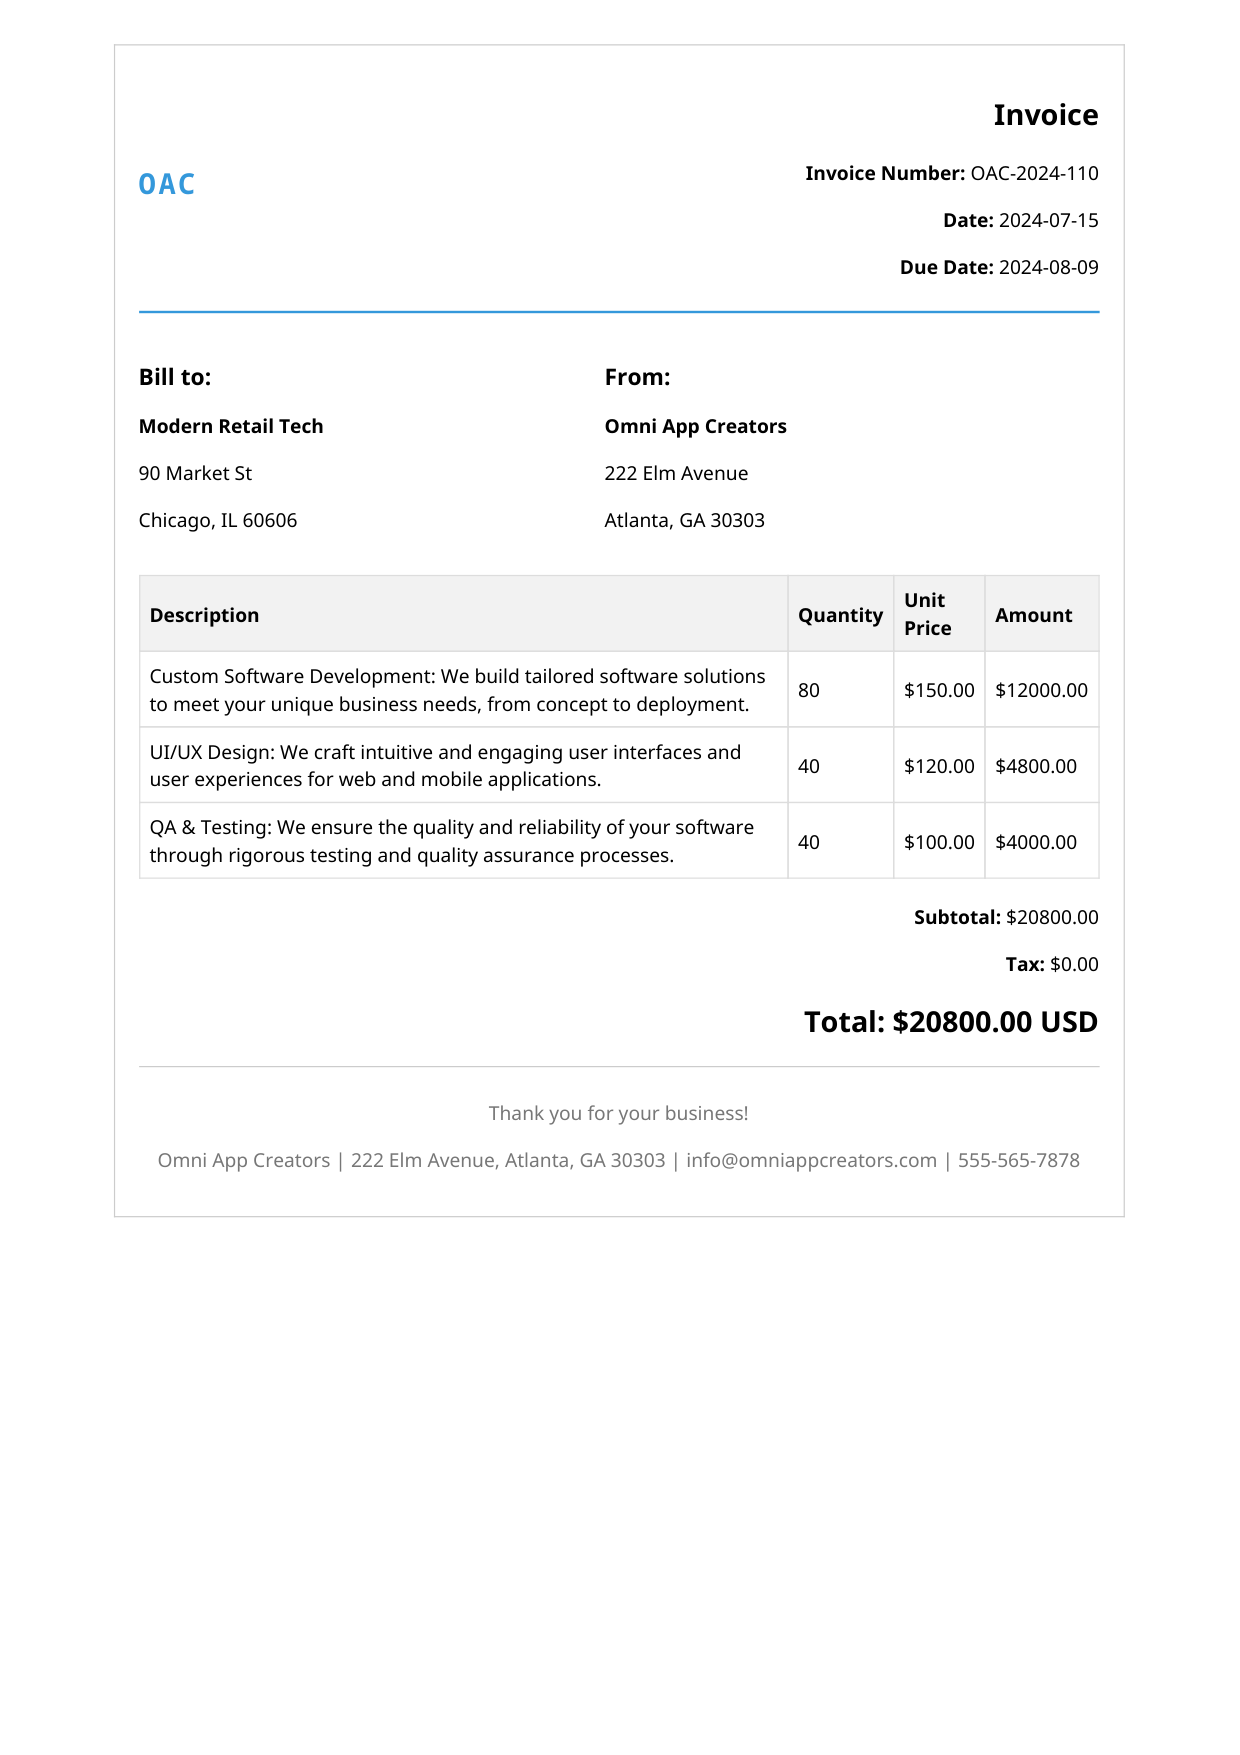 Invoice
OAC
Invoice Number: OAC-2024-110
Date: 2024-07-15
Due Date: 2024-08-09
Bill to:
Modern Retail Tech
90 Market St
Chicago, IL 60606
From:
Omni App Creators
222 Elm Avenue
Atlanta, GA 30303
Description Quantity Unit Price Amount
Custom Software Development: We build tailored software solutions
to meet your unique business needs, from concept to deployment.
80 $150.00 $12000.00
UI/UX Design: We craft intuitive and engaging user interfaces and
user experiences for web and mobile applications.
40 $120.00 $4800.00
QA & Testing: We ensure the quality and reliability of your software
through rigorous testing and quality assurance processes.
40 $100.00 $4000.00
Subtotal: $20800.00
Tax: $0.00
Total: $20800.00 USD
Thank you for your business!
Omni App Creators | 222 Elm Avenue, Atlanta, GA 30303 | info@omniappcreators.com | 555-565-7878